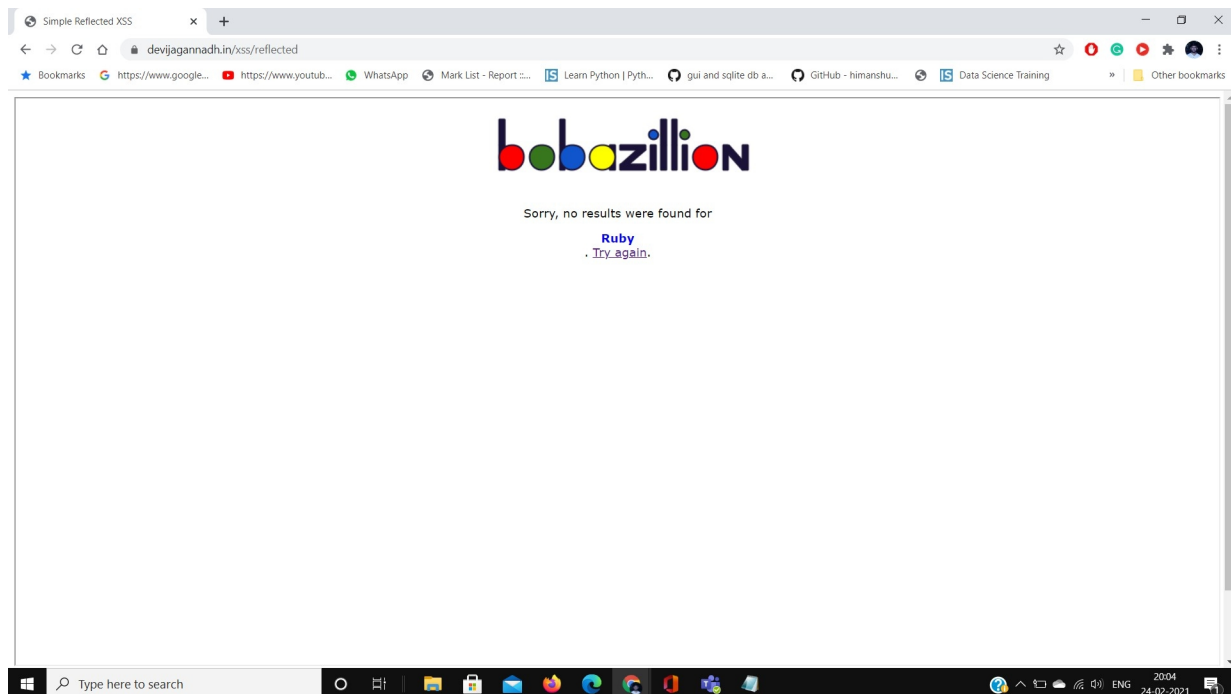 Simple Reflected XSS
devijagannadh.in/xss/reflected
Bookmarks https://www.google... https://www.youtub... WhatsApp Mark List - Report ::... Learn Python | Pyth... gui and sqlite db a... GitHub - himanshu... Data Science Training » Other bookmarks
bobazillion
Sorry, no results were found for
Ruby
. Try again.
Type here to search
ENG
20:04
24-02-2021